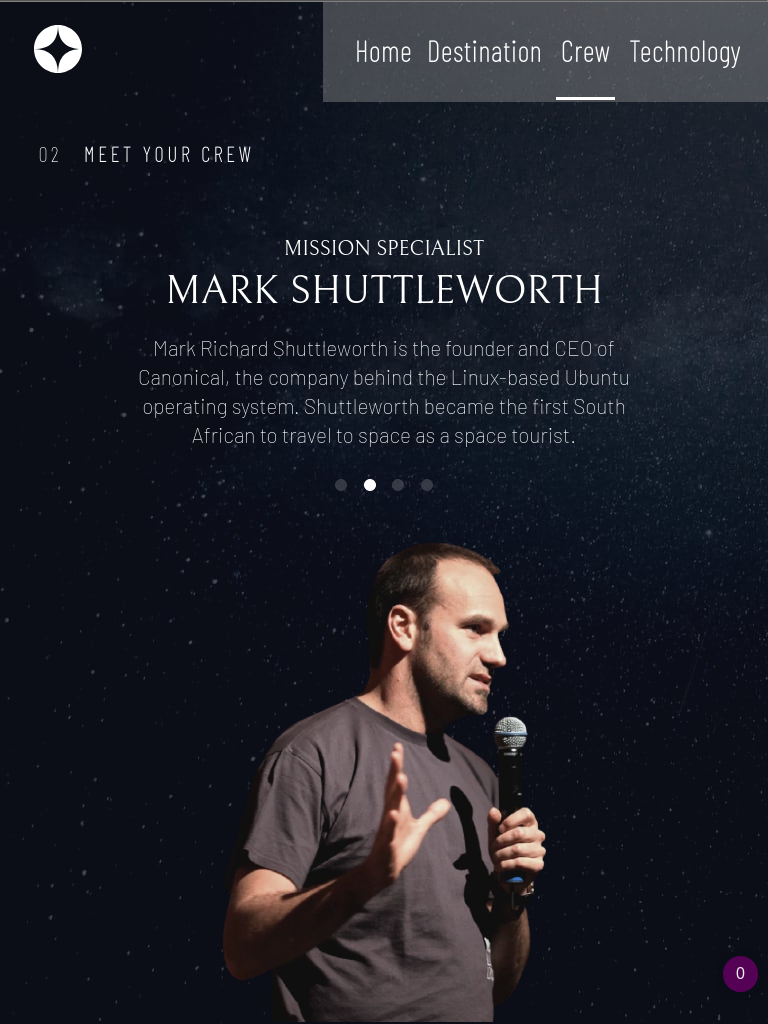 Home Destination Crew Technology
02 MEET YOUR CREW
MISSION SPECIALIST
MARK SHUTTLEWORTH
Mark Richard Shuttleworth is the founder and CEO of
Canonical, the company behind the Linux-based Ubuntu
operating system. Shuttleworth became the first South
African to travel to space as a space tourist.
0